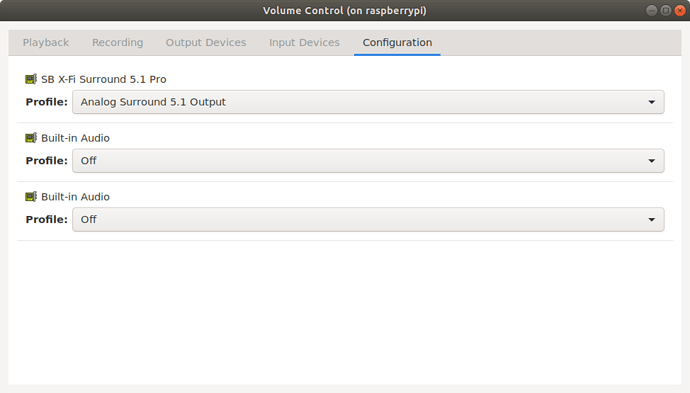 Volume Control (on raspberrypi)
Playback Recording Output Devices Input Devices Configuration
SB X-Fi Surround 5.1 Pro
Profile: Analog Surround 5.1 Output
Built-in Audio
Profile: Off
Built-in Audio
Profile: Off